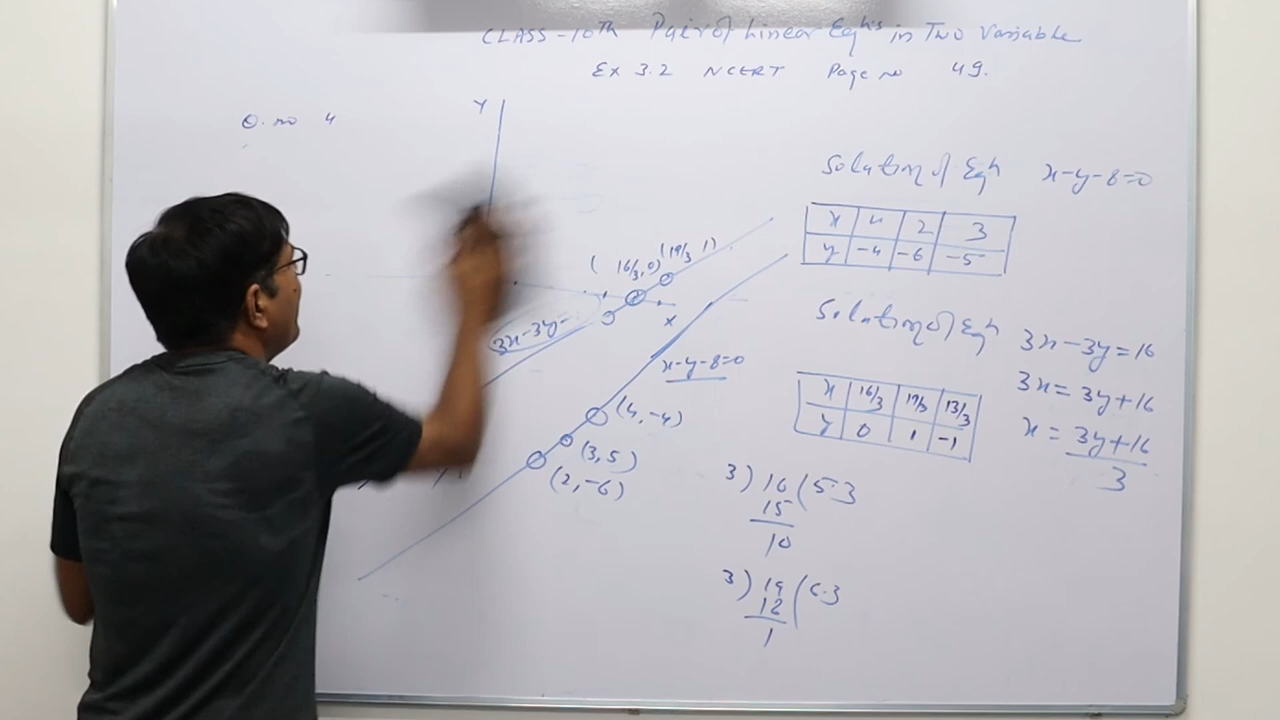 CLASS-10th Pair of Linear Eqns in Two Variable
Ex 3.2 NCERT Page no 49.
Q. no 4
Y
Solution of Eqn x-y-8=0
x 4 2 3
y -4 -6 -5
(16/3, 0) (19/3 1)
X
3x-3y=
x-y-8=0
(4,-4)
(3,5)
(2,-6)
Solution of Eqn 3x-3y=16
3x=3y+16
x = 3y+16
3
x 16/3 19/3 13/3
y 0 1 -1
3)16(5.3
15
10
3)19(6.3
12
1